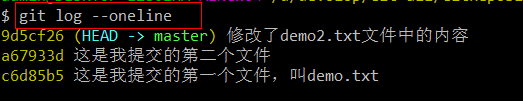 $ git log --oneline
9d5cf26 (HEAD -> master) 修改了demo2.txt文件中的内容
a67933d 这是我提交的第二个文件
c6d85b5 这是我提交的第一个文件，叫demo.txt